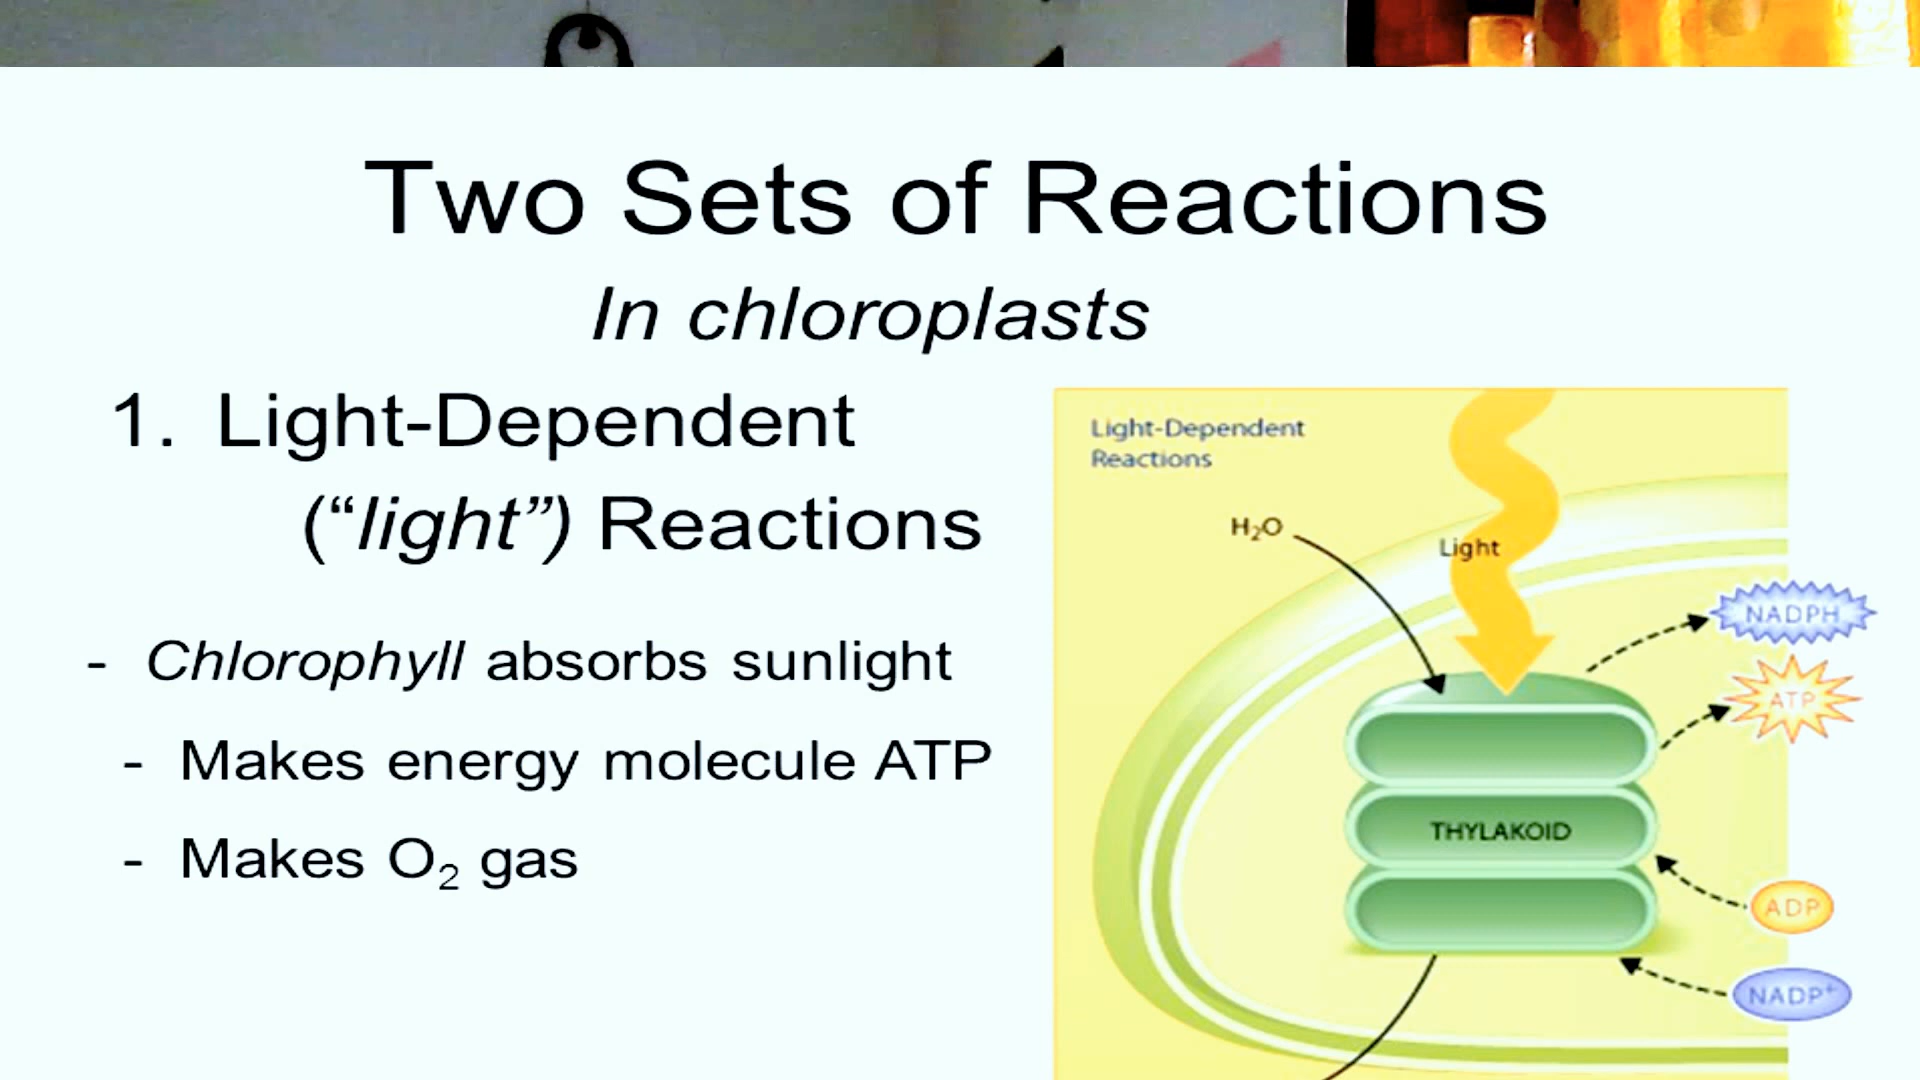 Two Sets of Reactions
In chloroplasts
1. Light-Dependent
(“light”) Reactions
- Chlorophyll absorbs sunlight
- Makes energy molecule ATP
- Makes O₂ gas
Light-Dependent
Reactions
H₂O
Light
NADPH
ATP
THYLAKOID
ADP
NADP⁺